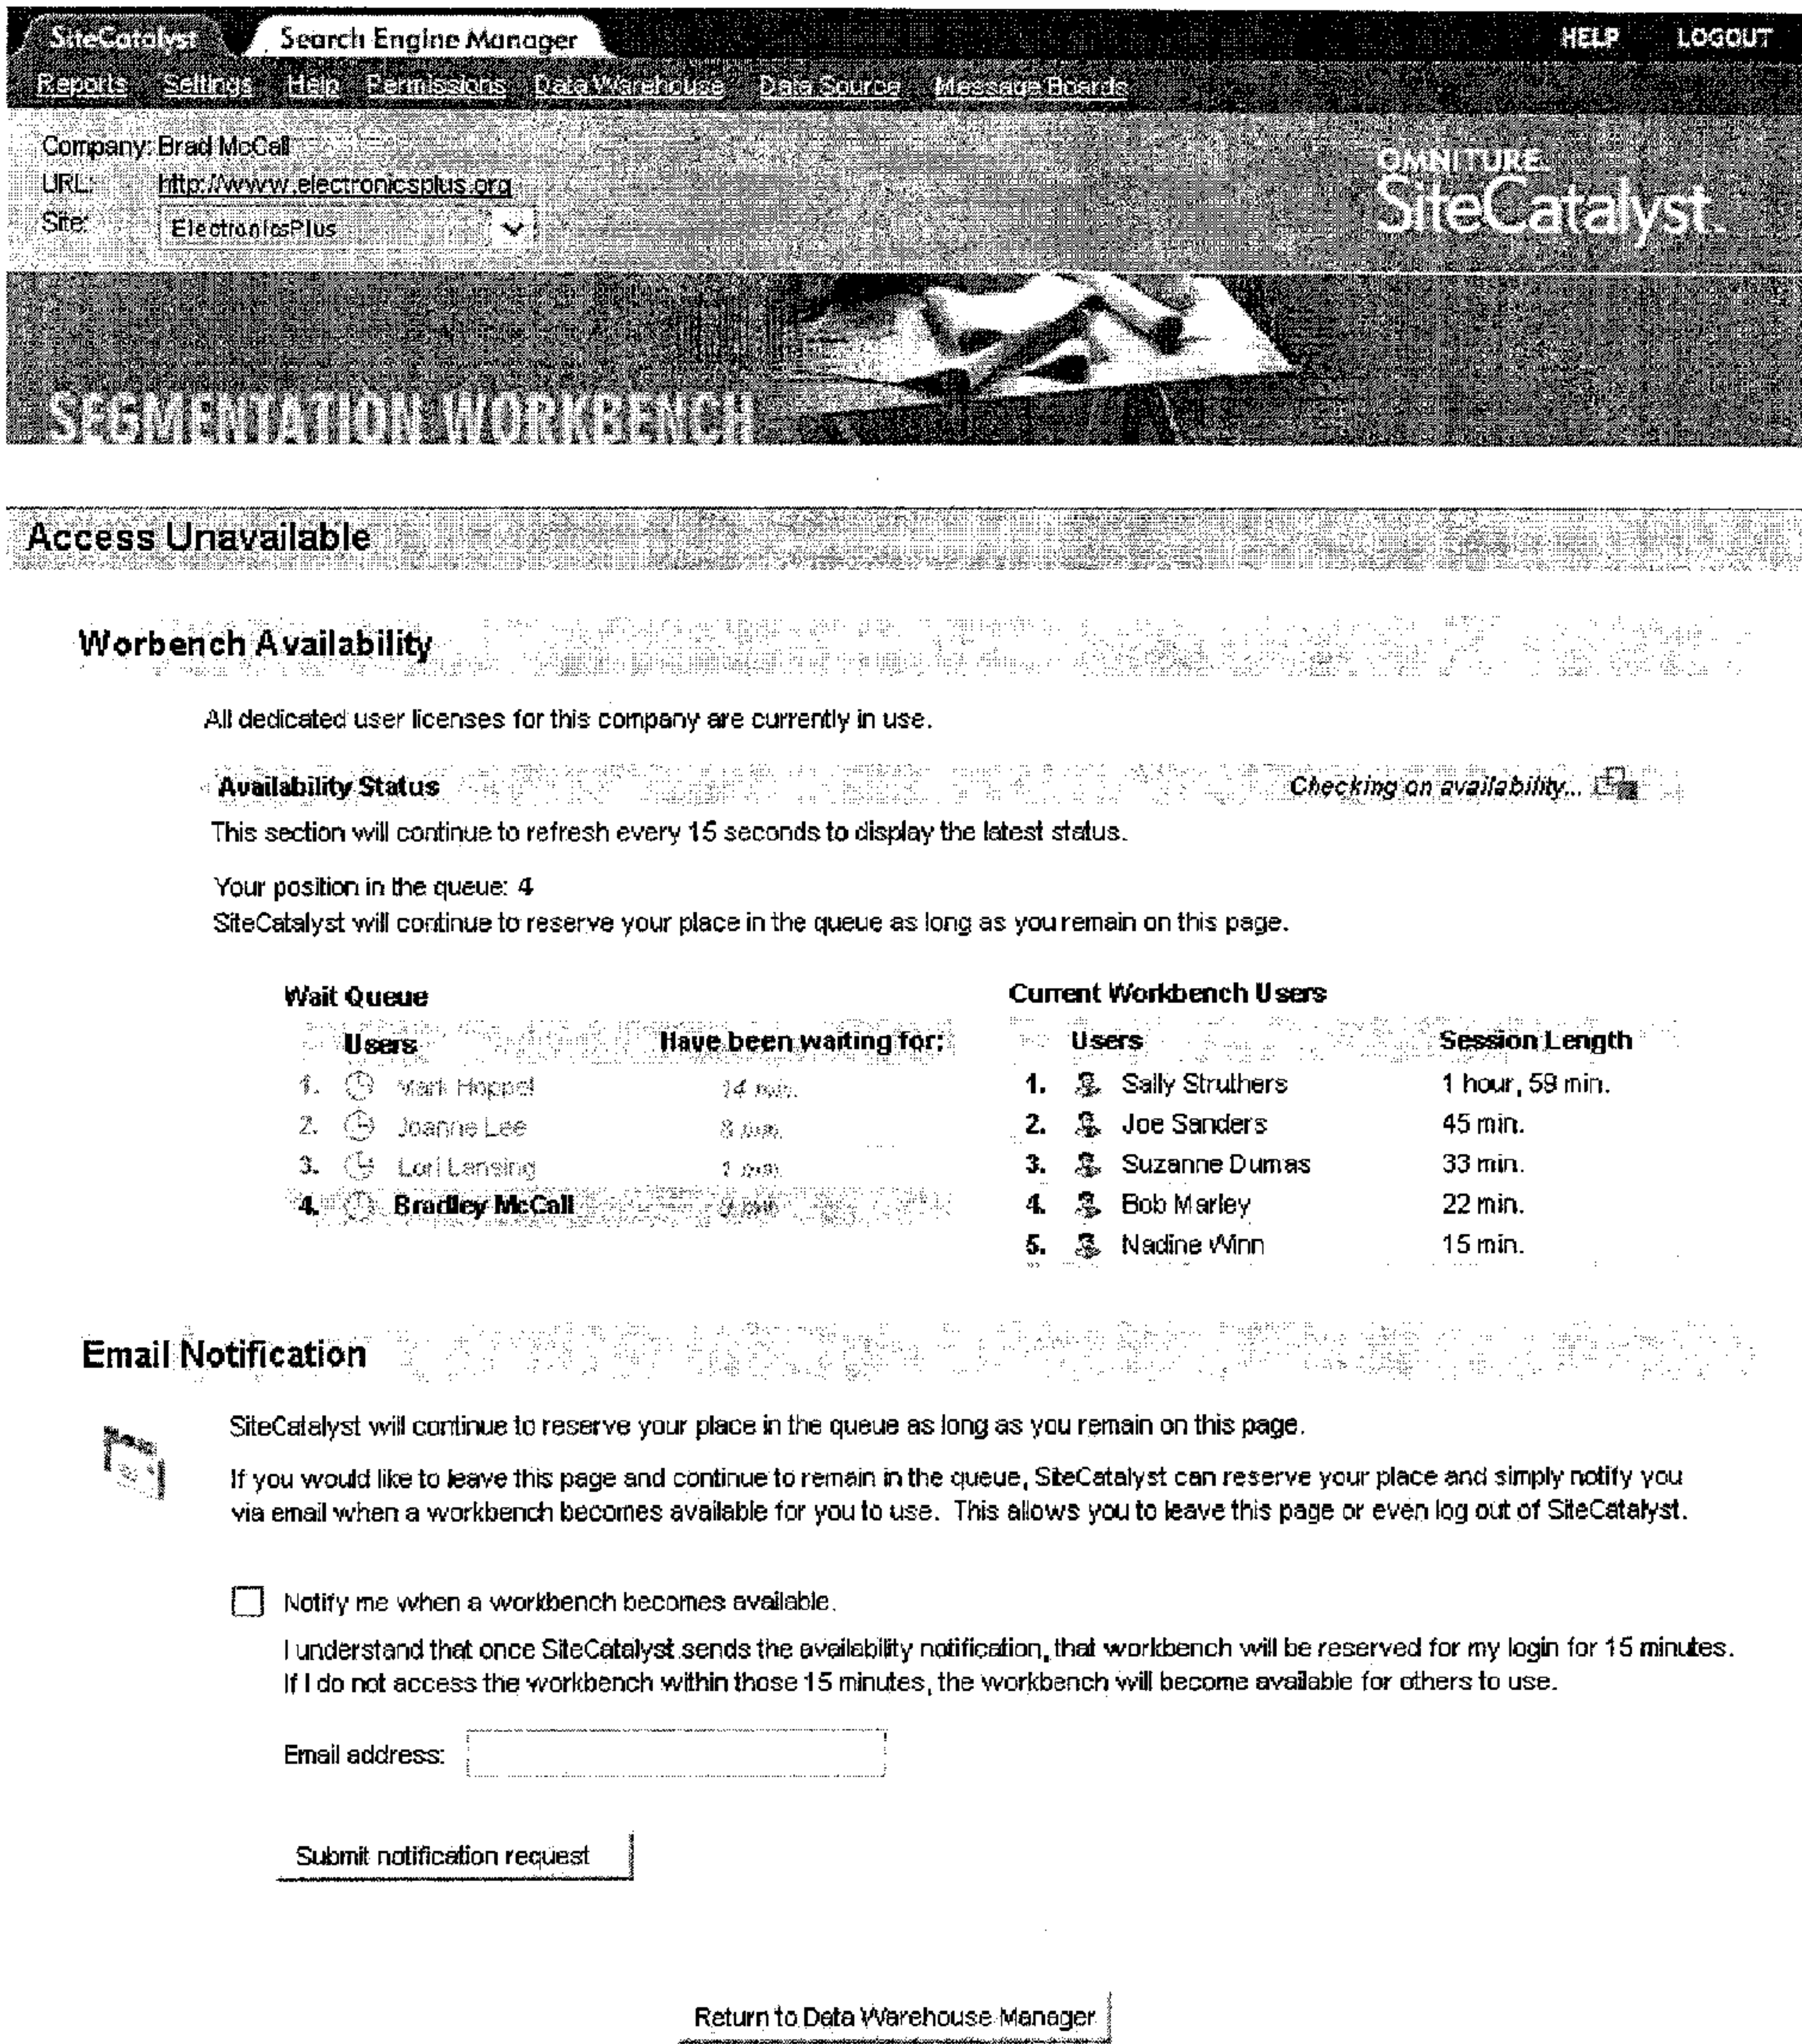 SiteCatalyst Search Engine Manager HELP LOGOUT
Reports Settings Help Permissions Data Warehouse Data Source Message Boards
Company: Brad McCall
URL: http://www.electronicsplus.org
Site: ElectronicsPlus
OMNITURE
SiteCatalyst
SEGMENTATION WORKBENCH
Access Unavailable
Worbench Availability
All dedicated user licenses for this company are currently in use.
Availability Status Checking on availability...
This section will continue to refresh every 15 seconds to display the latest status.
Your position in the queue: 4
SiteCatalyst will continue to reserve your place in the queue as long as you remain on this page.
Wait Queue
Users Have been waiting for:
1. Mark Hoppel 14 min.
2. Joanne Lee 8 min.
3. Lori Lansing 1 min.
4. Bradley McCall 0 min.
Current Workbench Users
Users Session Length
1. Sally Struthers 1 hour, 59 min.
2. Joe Sanders 45 min.
3. Suzanne Dumas 33 min.
4. Bob Marley 22 min.
5. Nadine Winn 15 min.
Email Notification
SiteCatalyst will continue to reserve your place in the queue as long as you remain on this page.
If you would like to leave this page and continue to remain in the queue, SiteCatalyst can reserve your place and simply notify you
via email when a workbench becomes available for you to use. This allows you to leave this page or even log out of SiteCatalyst.
Notify me when a workbench becomes available.
I understand that once SiteCatalyst sends the availability notification, that workbench will be reserved for my login for 15 minutes.
If I do not access the workbench within those 15 minutes, the workbench will become available for others to use.
Email address:
Submit notification request
Return to Data Warehouse Manager